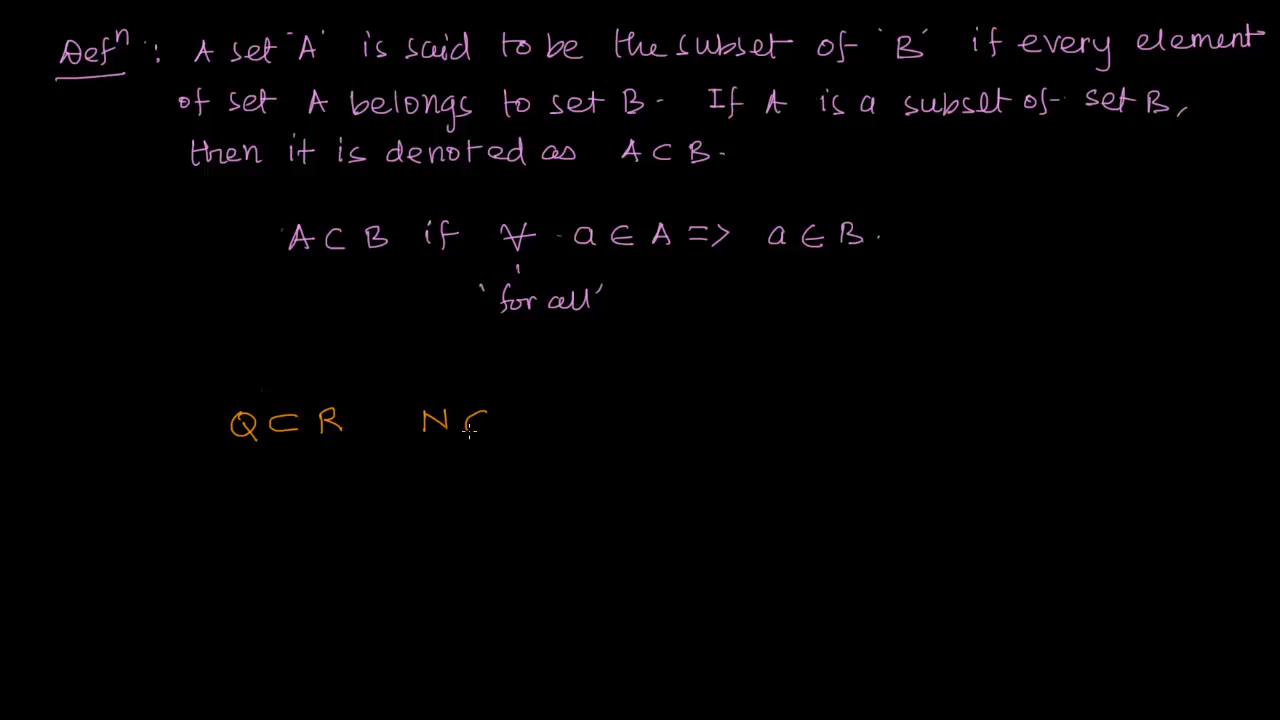 Defⁿ : A set 'A' is said to be the subset of 'B' if every element
of set A belongs to set B. If A is a subset of set B,
then it is denoted as A ⊂ B.
A ⊂ B if ∀ a ∈ A => a ∈ B.
'for all'
Q ⊂ R N ⊂